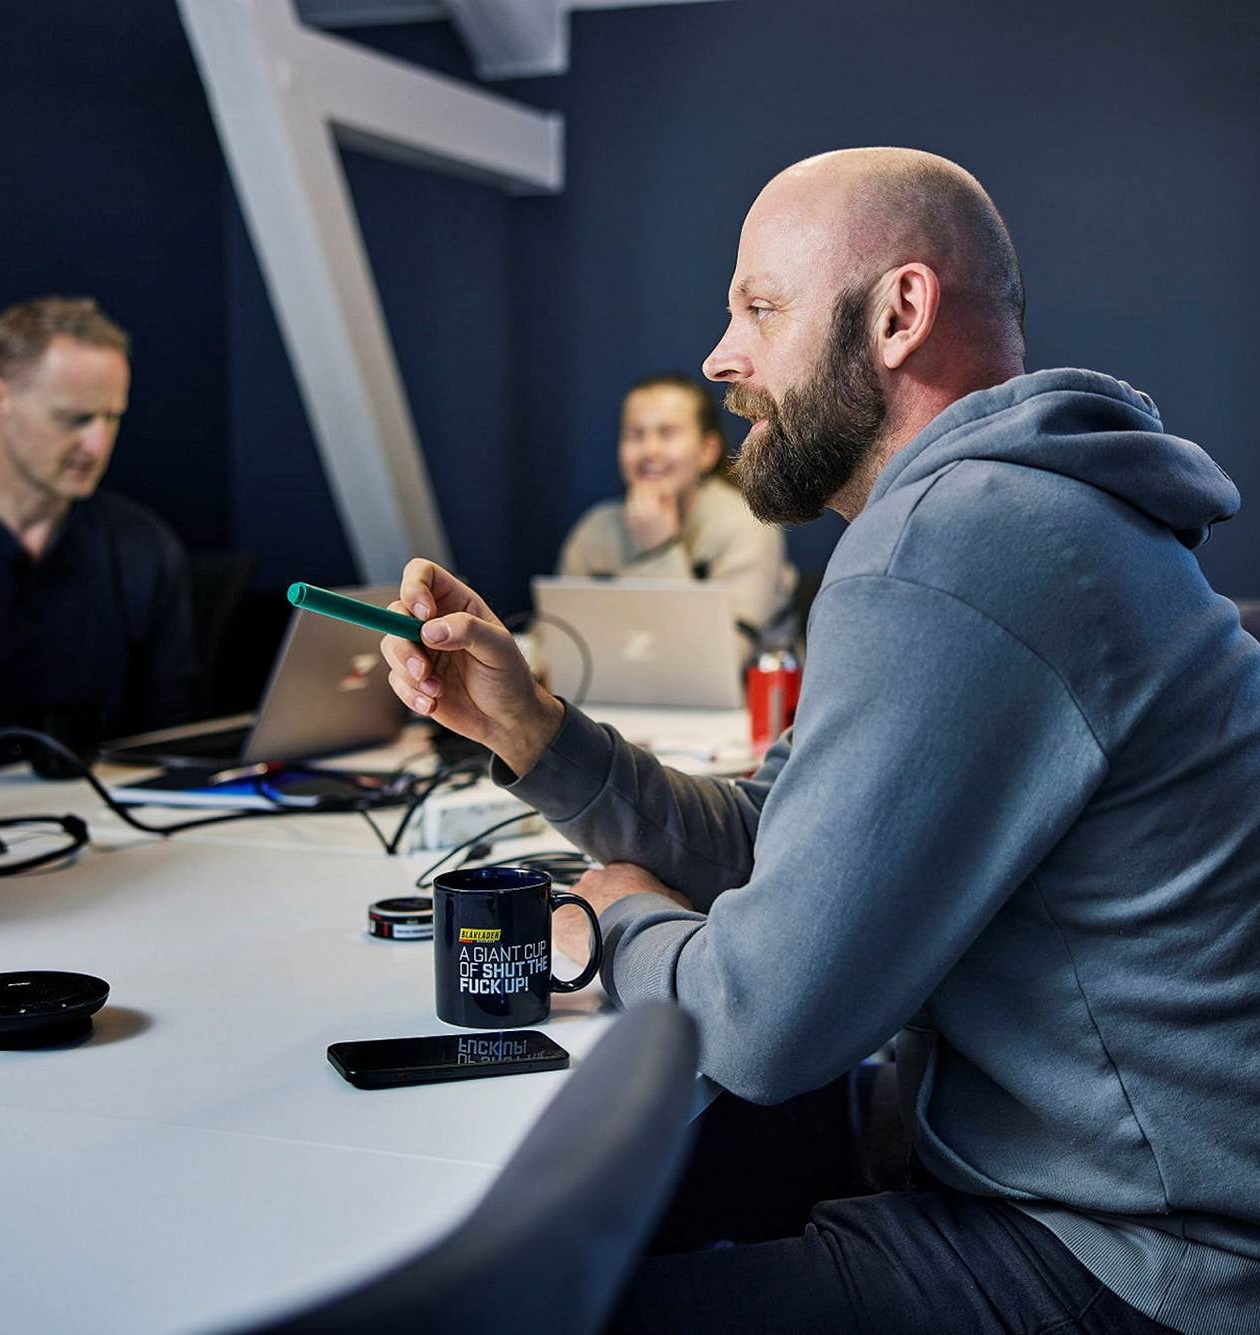 BLÅKLÄDER
A GIANT CUP
OF SHUT THE
FUCK UP!